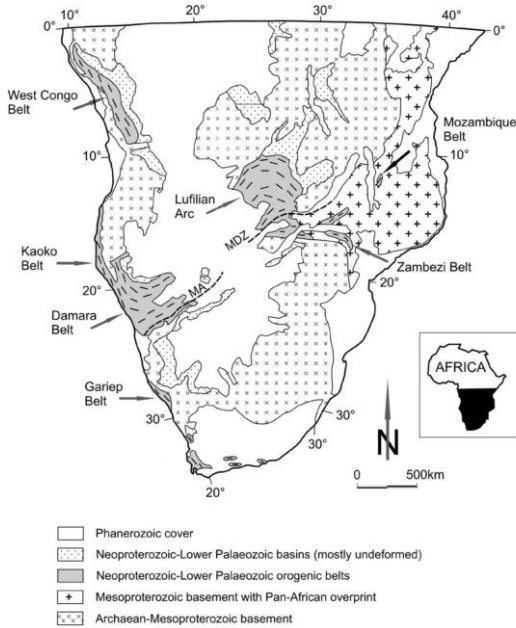 0°
10°
20°
30°
40°
0°
West Congo
Belt
Mozambique
Belt
10°
10°
Lufilian
Arc
MDZ
Kaoko
Belt
Zambezi Belt
20°
MA
20°
Damara
Belt
AFRICA
Gariep
Belt
30°
30°
30°
N
20°
0 500km
Phanerozoic cover
Neoproterozoic-Lower Palaeozoic basins (mostly undeformed)
Neoproterozoic-Lower Palaeozoic orogenic belts
Mesoproterozoic basement with Pan-African overprint
Archaean-Mesoproterozoic basement